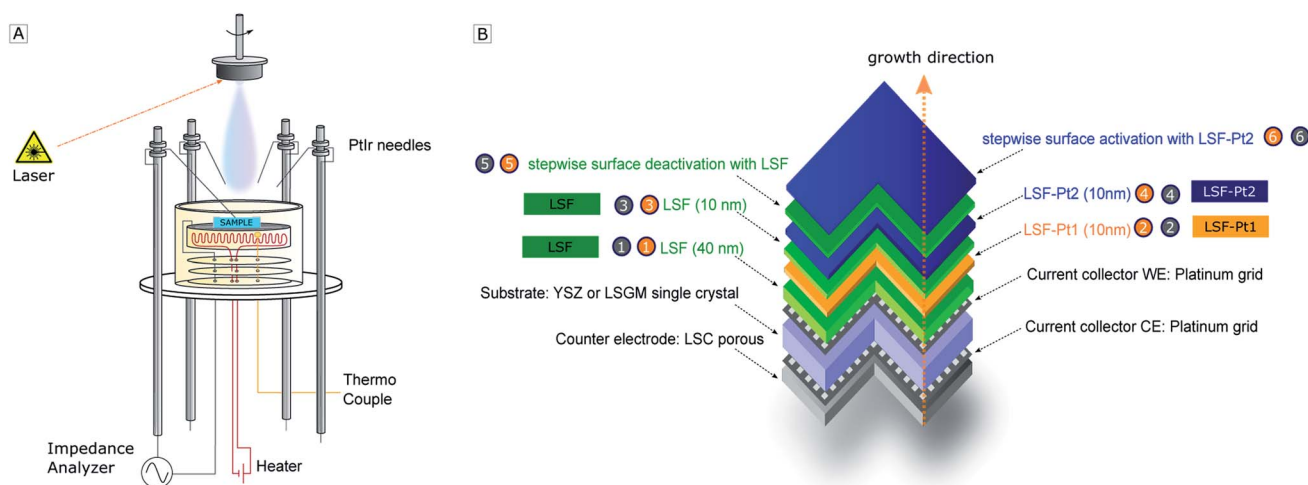 A
Laser
PtIr needles
SAMPLE
Thermo
Couple
Impedance
Analyzer
Heater
B
growth direction
stepwise surface activation with LSF-Pt2 6 6
5 5 stepwise surface deactivation with LSF
LSF-Pt2 (10nm) 4 4 LSF-Pt2
LSF 3 3 LSF (10 nm)
LSF-Pt1 (10nm) 2 2 LSF-Pt1
LSF 1 1 LSF (40 nm)
Current collector WE: Platinum grid
Substrate: YSZ or LSGM single crystal
Current collector CE: Platinum grid
Counter electrode: LSC porous